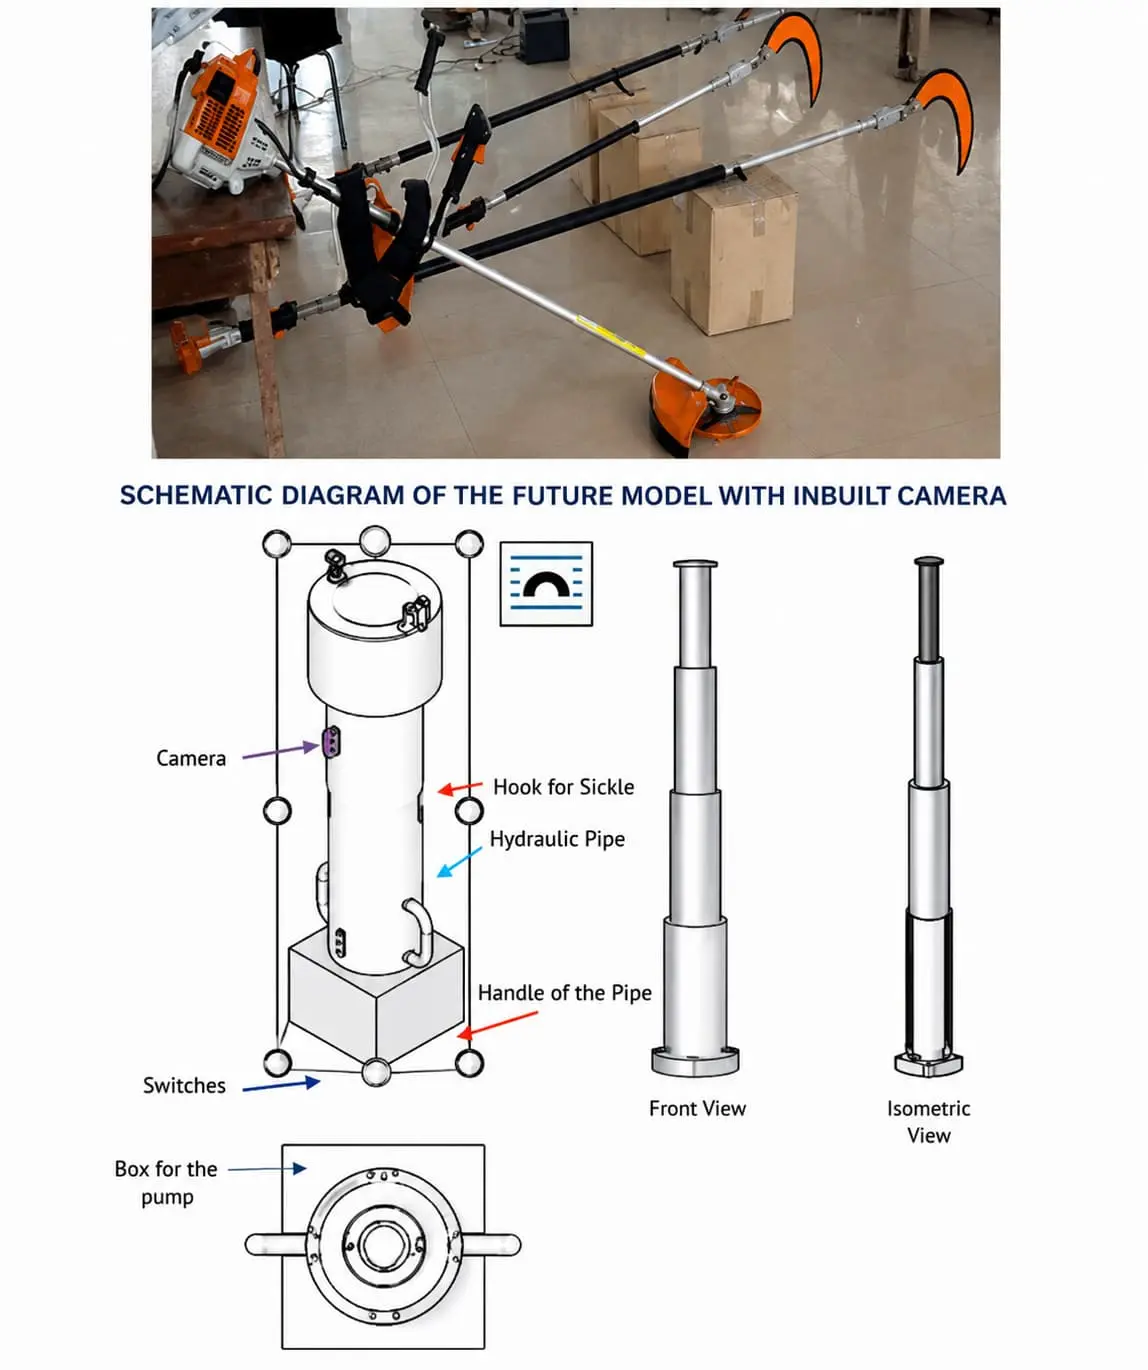 SCHEMATIC DIAGRAM OF THE FUTURE MODEL WITH INBUILT CAMERA
Camera
Hook for Sickle
Hydraulic Pipe
Handle of the Pipe
Switches
Front View
Isometric
View
Box for the
pump